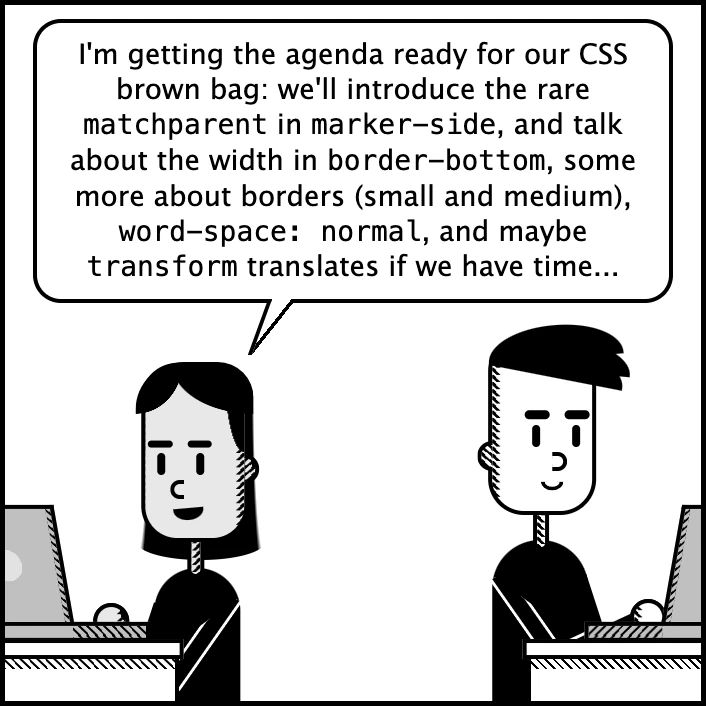 I'm getting the agenda ready for our CSS
brown bag: we'll introduce the rare
matchparent in marker-side, and talk
about the width in border-bottom, some
more about borders (small and medium),
word-space: normal, and maybe
transform translates if we have time...